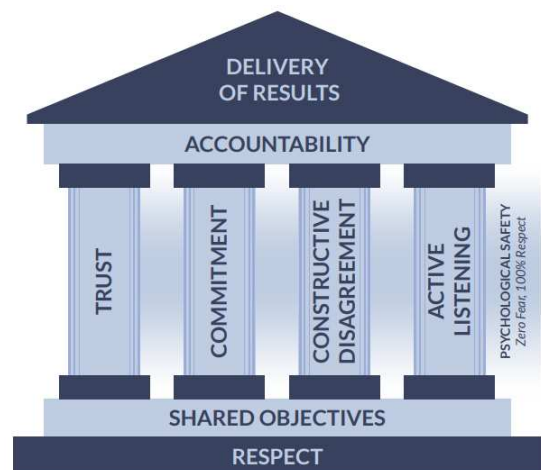 DELIVERY
OF RESULTS
ACCOUNTABILITY
TRUST
COMMITMENT
CONSTRUCTIVE
DISAGREEMENT
ACTIVE
LISTENING
PSYCHOLOGICAL SAFETY
Zero Fear, 100% Respect
SHARED OBJECTIVES
RESPECT